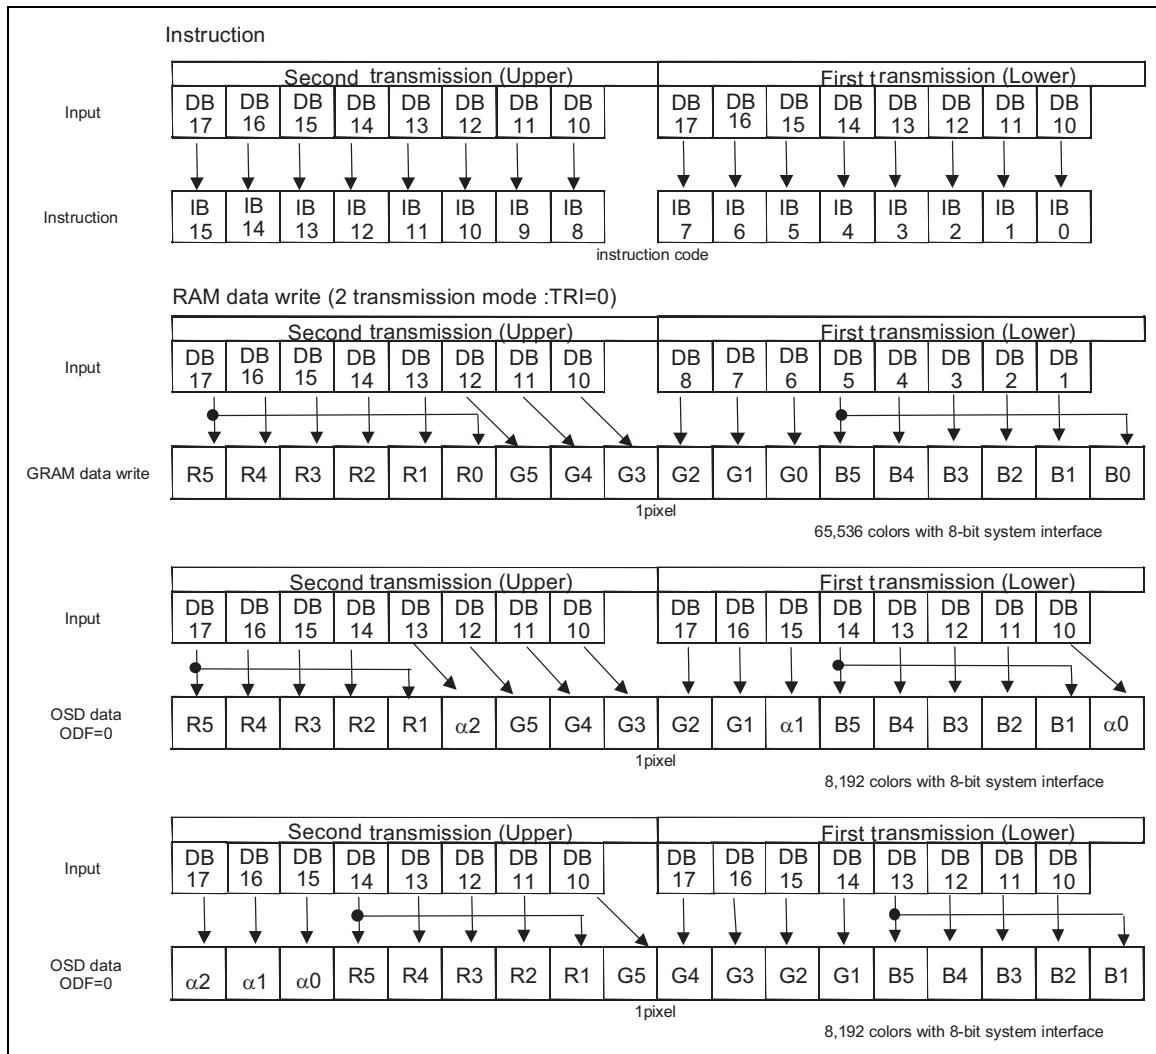 Instruction
Second transmission (Upper) First transmission (Lower)
Input DB 17 DB 16 DB 15 DB 14 DB 13 DB 12 DB 11 DB 10 DB 17 DB 16 DB 15 DB 14 DB 13 DB 12 DB 11 DB 10
Instruction IB 15 IB 14 IB 13 IB 12 IB 11 IB 10 IB 9 IB 8 IB 7 IB 6 IB 5 IB 4 IB 3 IB 2 IB 1 IB 0
instruction code
RAM data write (2 transmission mode :TRI=0)
Second transmission (Upper) First transmission (Lower)
Input DB 17 DB 16 DB 15 DB 14 DB 13 DB 12 DB 11 DB 10 DB 8 DB 7 DB 6 DB 5 DB 4 DB 3 DB 2 DB 1
GRAM data write R5 R4 R3 R2 R1 R0 G5 G4 G3 G2 G1 G0 B5 B4 B3 B2 B1 B0
1pixel
65,536 colors with 8-bit system interface
Second transmission (Upper) First transmission (Lower)
Input DB 17 DB 16 DB 15 DB 14 DB 13 DB 12 DB 11 DB 10 DB 17 DB 16 DB 15 DB 14 DB 13 DB 12 DB 11 DB 10
OSD data ODF=0 R5 R4 R3 R2 R1 α2 G5 G4 G3 G2 G1 α1 B5 B4 B3 B2 B1 α0
1pixel
8,192 colors with 8-bit system interface
Second transmission (Upper) First transmission (Lower)
Input DB 17 DB 16 DB 15 DB 14 DB 13 DB 12 DB 11 DB 10 DB 17 DB 16 DB 15 DB 14 DB 13 DB 12 DB 11 DB 10
OSD data ODF=0 α2 α1 α0 R5 R4 R3 R2 R1 G5 G4 G3 G2 G1 B5 B4 B3 B2 B1
1pixel
8,192 colors with 8-bit system interface